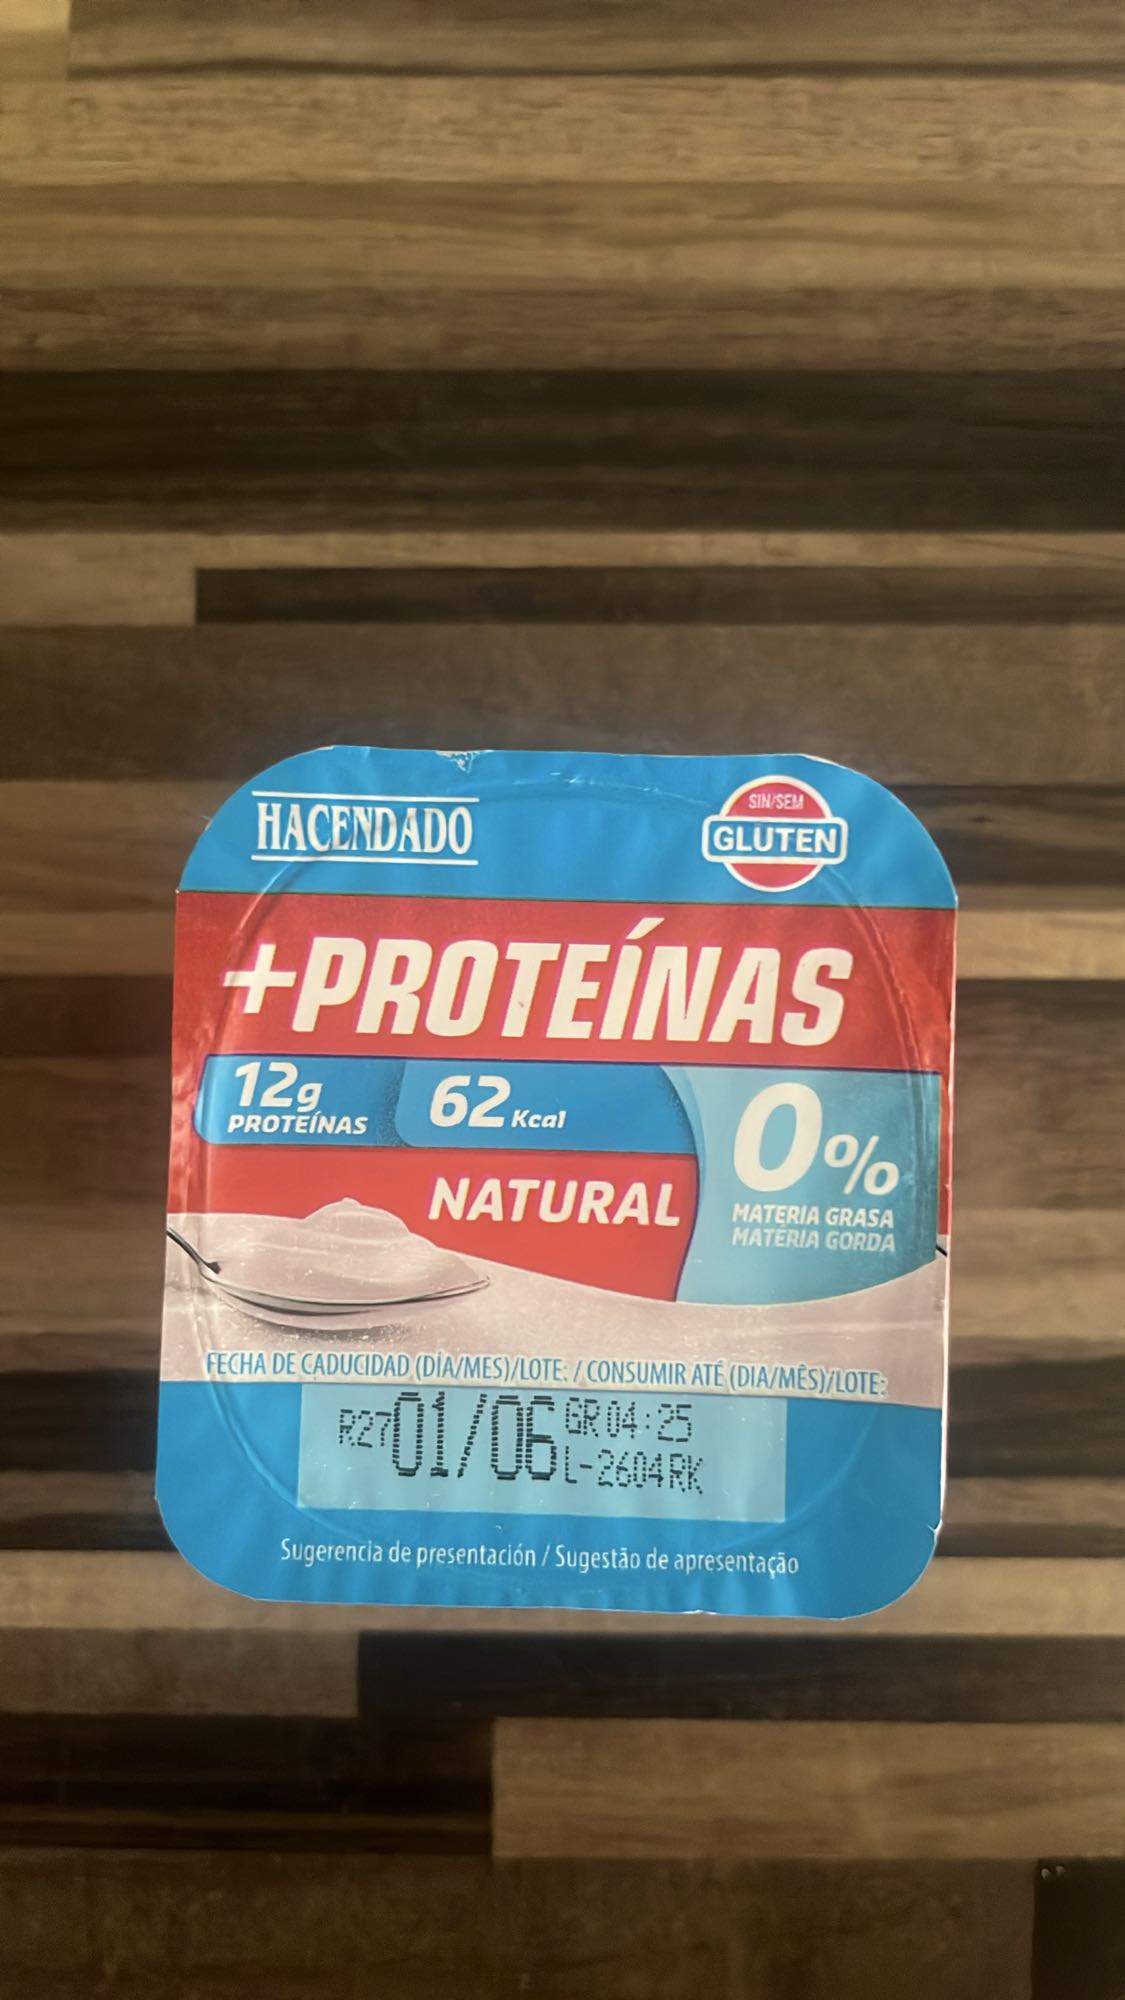 HACENDADO
SIN/SEM
GLUTEN
+PROTEÍNAS
12g
PROTEÍNAS
62 Kcal
0%
MATERIA GRASA
MATÉRIA GORDA
NATURAL
FECHA DE CADUCIDAD (DÍA/MES)/LOTE: / CONSUMIR ATÉ (DIA/MÊS)/LOTE:
R27 01/06 GR 04:25
L-2604 RK
Sugerencia de presentación / Sugestão de apresentação